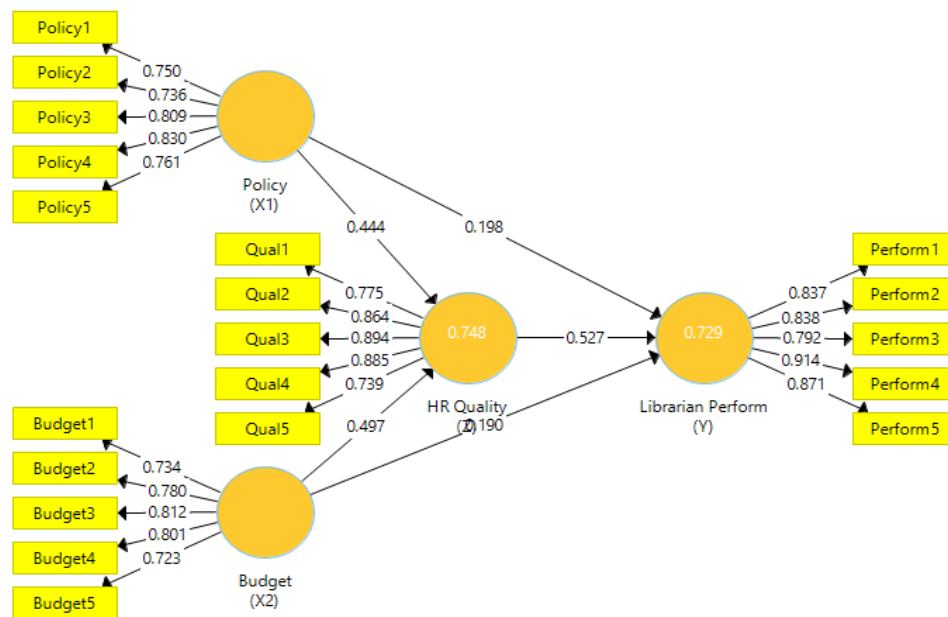 Policy1
0.750
Policy2
0.736
Policy3
0.809
Policy4
0.830
Policy5
0.761
Policy
(X1)
0.444
0.198
Qual1
0.775
Qual2
0.864
Qual3
0.894
Qual4
0.885
Qual5
0.739
0.748
HR Quality
(Z)
0.527
0.729
Librarian Perform
(Y)
Perform1
0.837
Perform2
0.838
Perform3
0.792
Perform4
0.914
Perform5
0.871
0.497
0.190
Budget1
0.734
Budget2
0.780
Budget3
0.812
Budget4
0.801
Budget5
0.723
Budget
(X2)